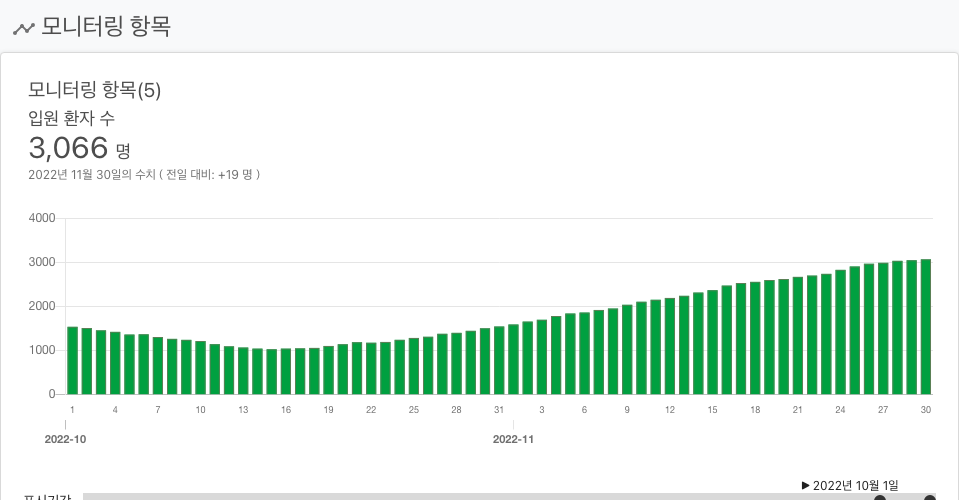 모니터링 항목
모니터링 항목(5)
입원 환자 수
3,066 명
2022년 11월 30일의 수치 ( 전일 대비: +19 명 )
4000
3000
2000
1000
0
1 4 7 10 13 16 19 22 25 28 31 3 6 9 12 15 18 21 24 27 30
2022-10 2022-11
▶ 2022년 10월 1일
표시기간